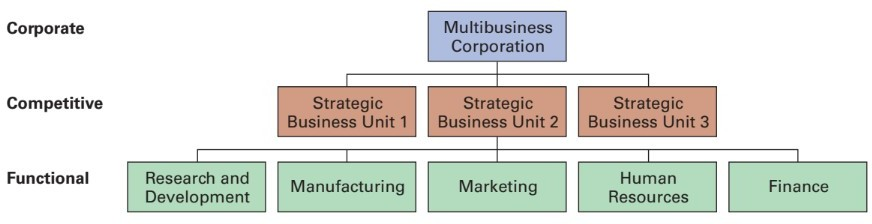 Corporate
Multibusiness
Corporation
Competitive
Strategic
Business Unit 1
Strategic
Business Unit 2
Strategic
Business Unit 3
Functional
Research and
Development
Manufacturing
Marketing
Human
Resources
Finance